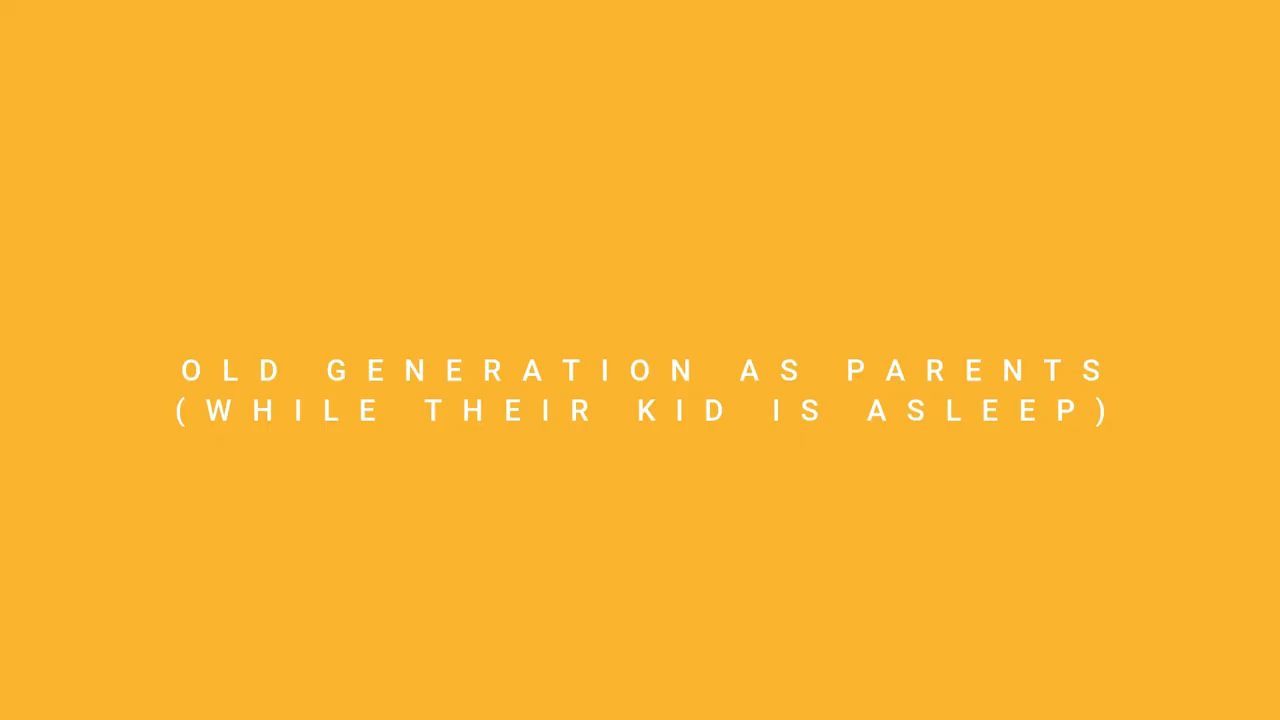 OLD GENERATION AS PARENTS
(WHILE THEIR KID IS ASLEEP)